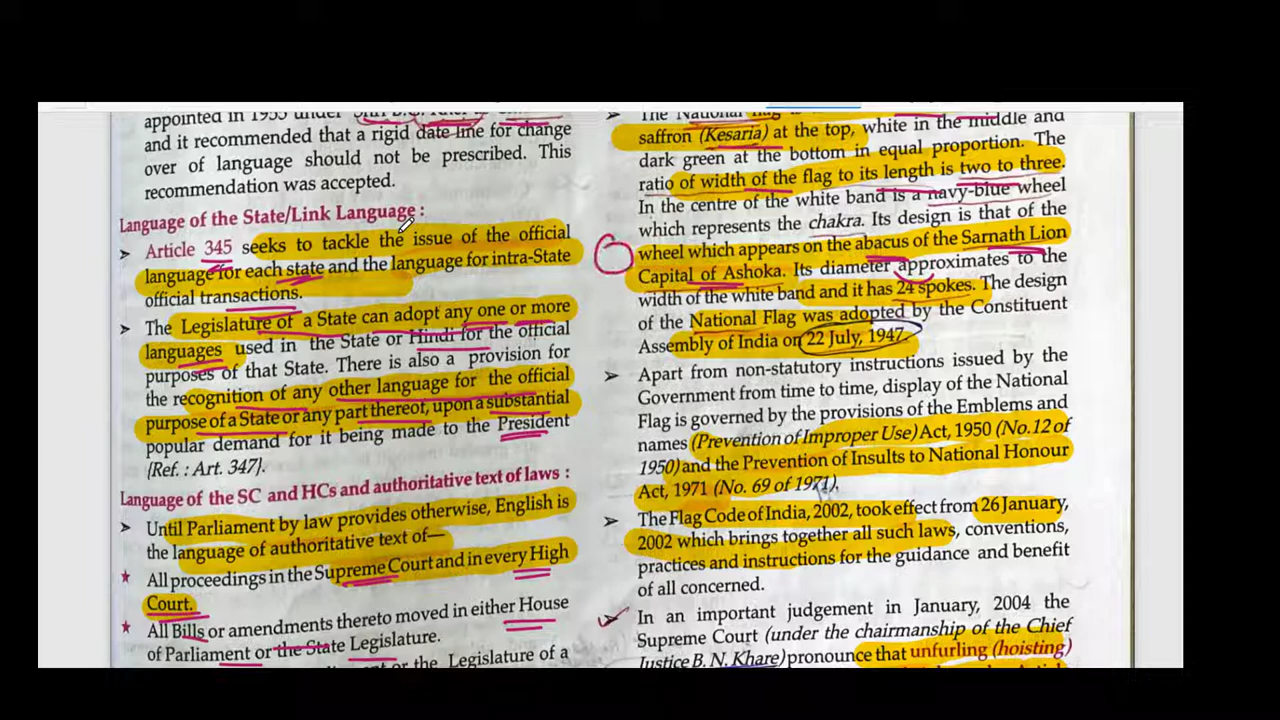 appointed in 1955 under
and it recommended that a rigid date-line for change
over of language should not be prescribed. This
recommendation was accepted.
Language of the State/Link Language :
➤ Article 345 seeks to tackle the issue of the official
language for each state and the language for intra-State
official transactions.
➤ The Legislature of a State can adopt any one or more
languages used in the State or Hindi for the official
purposes of that State. There is also a provision for
the recognition of any other language for the official
purpose of a State or any part thereof, upon a substantial
popular demand for it being made to the President
[Ref. : Art. 347].
Language of the SC and HCs and authoritative text of laws :
➤ Until Parliament by law provides otherwise, English is
the language of authoritative text of—
★ All proceedings in the Supreme Court and in every High
Court.
★ All Bills or amendments thereto moved in either House
of Parliament or the State Legislature.
or the Legislature of a
➤ The National flag is
saffron (Kesaria) at the top, white in the middle and
dark green at the bottom in equal proportion. The
ratio of width of the flag to its length is two to three.
In the centre of the white band is a navy-blue wheel
which represents the chakra. Its design is that of the
wheel which appears on the abacus of the Sarnath Lion
Capital of Ashoka. Its diameter approximates to the
width of the white band and it has 24 spokes. The design
of the National Flag was adopted by the Constituent
Assembly of India on 22 July, 1947.
➤ Apart from non-statutory instructions issued by the
Government from time to time, display of the National
Flag is governed by the provisions of the Emblems and
names (Prevention of Improper Use) Act, 1950 (No.12 of
1950) and the Prevention of Insults to National Honour
Act, 1971 (No. 69 of 1971).
➤ The Flag Code of India, 2002, took effect from 26 January,
2002 which brings together all such laws, conventions,
practices and instructions for the guidance and benefit
of all concerned.
➤ In an important judgement in January, 2004 the
Supreme Court (under the chairmanship of the Chief
Justice B. N. Khare) pronounce that unfurling (hoisting)